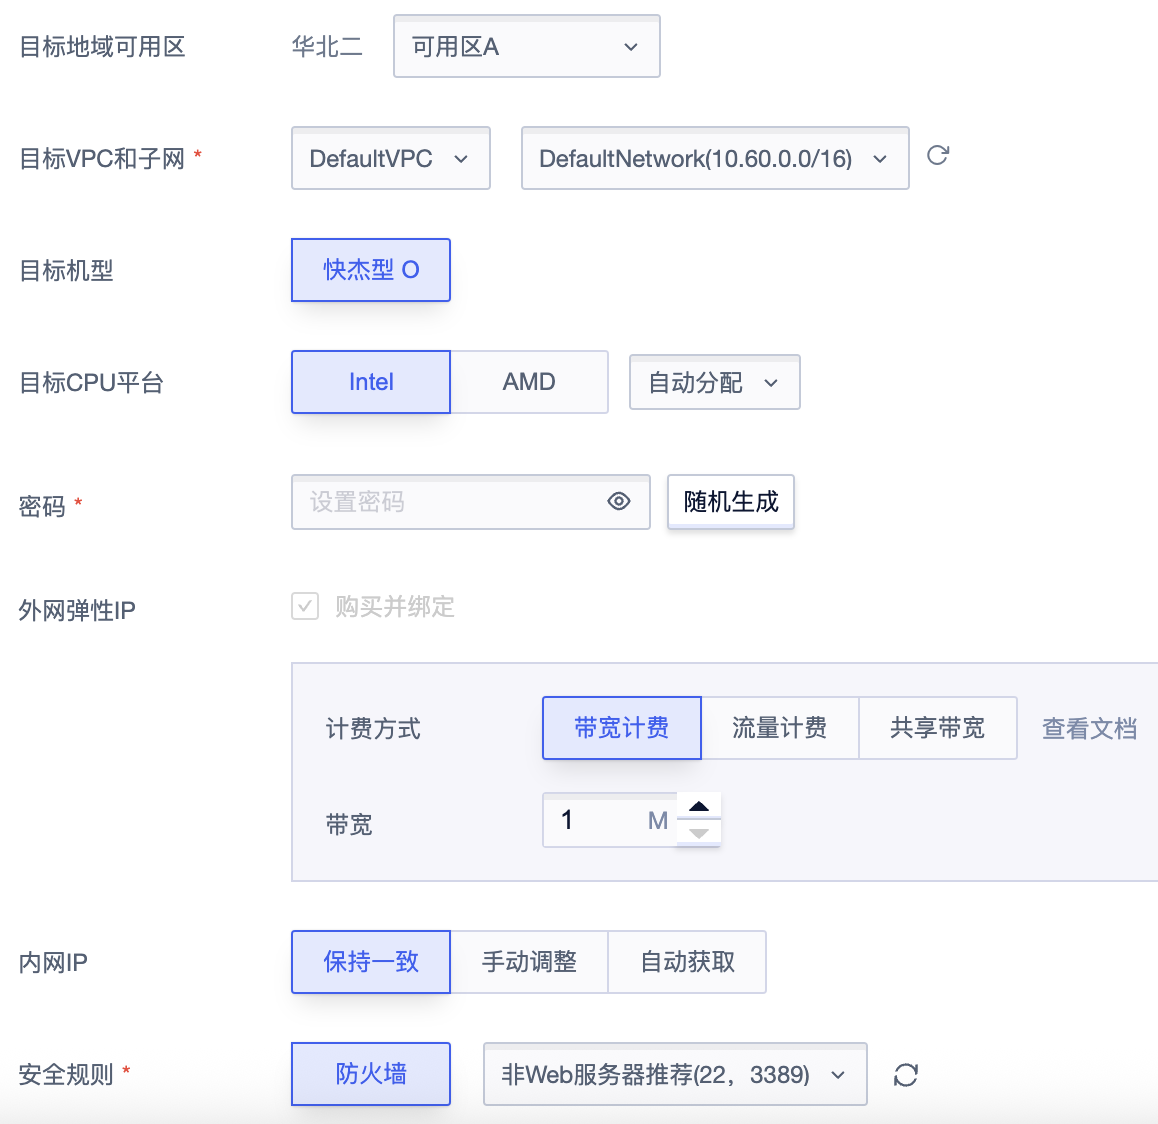 目标地域可用区 华北二 可用区A
目标VPC和子网 * DefaultVPC DefaultNetwork(10.60.0.0/16)
目标机型 快杰型 O
目标CPU平台 Intel AMD 自动分配
密码 * 设置密码 随机生成
外网弹性IP 购买并绑定
计费方式 带宽计费 流量计费 共享带宽 查看文档
带宽 1 M
内网IP 保持一致 手动调整 自动获取
安全规则 * 防火墙 非Web服务器推荐(22，3389)